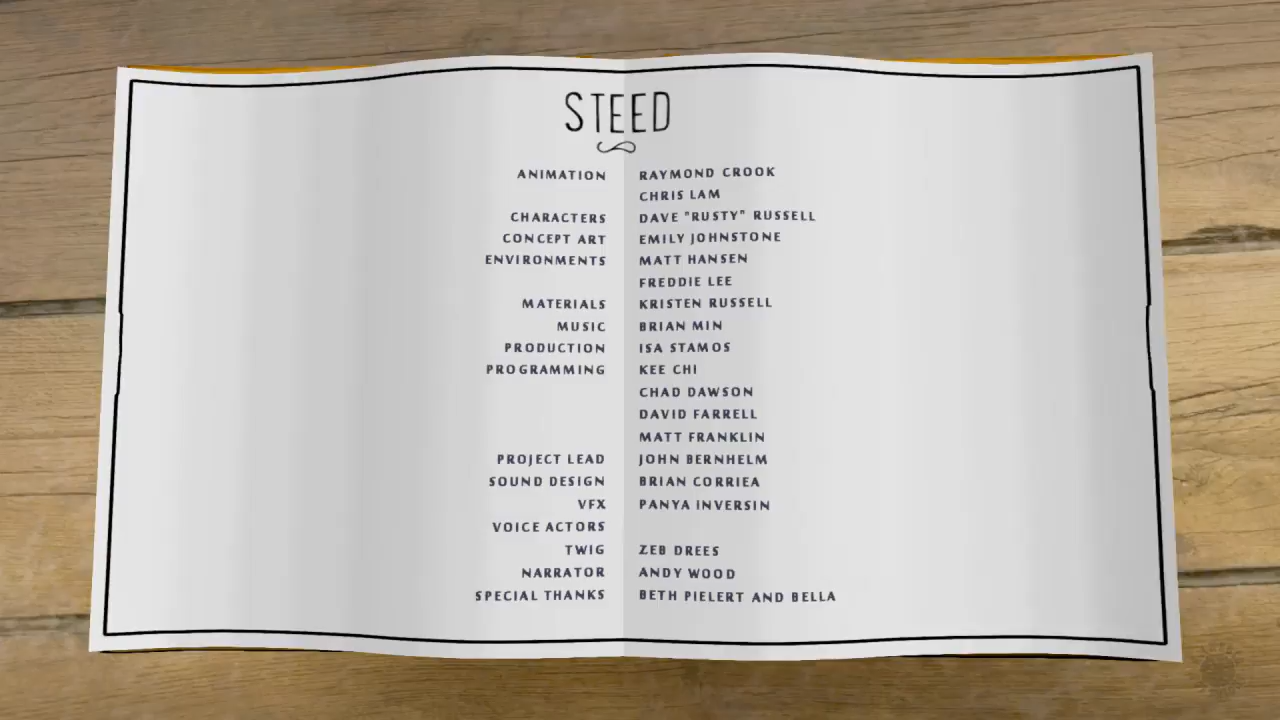 STEED
ANIMATION RAYMOND CROOK
CHRIS LAM
CHARACTERS DAVE "RUSTY" RUSSELL
CONCEPT ART EMILY JOHNSTONE
ENVIRONMENTS MATT HANSEN
FREDDIE LEE
MATERIALS KRISTEN RUSSELL
MUSIC BRIAN MIN
PRODUCTION ISA STAMOS
PROGRAMMING KEE CHI
CHAD DAWSON
DAVID FARRELL
MATT FRANKLIN
PROJECT LEAD JOHN BERNHELM
SOUND DESIGN BRIAN CORRIEA
VFX PANYA INVERSIN
VOICE ACTORS
TWIG ZEB DREES
NARRATOR ANDY WOOD
SPECIAL THANKS BETH PIELERT AND BELLA